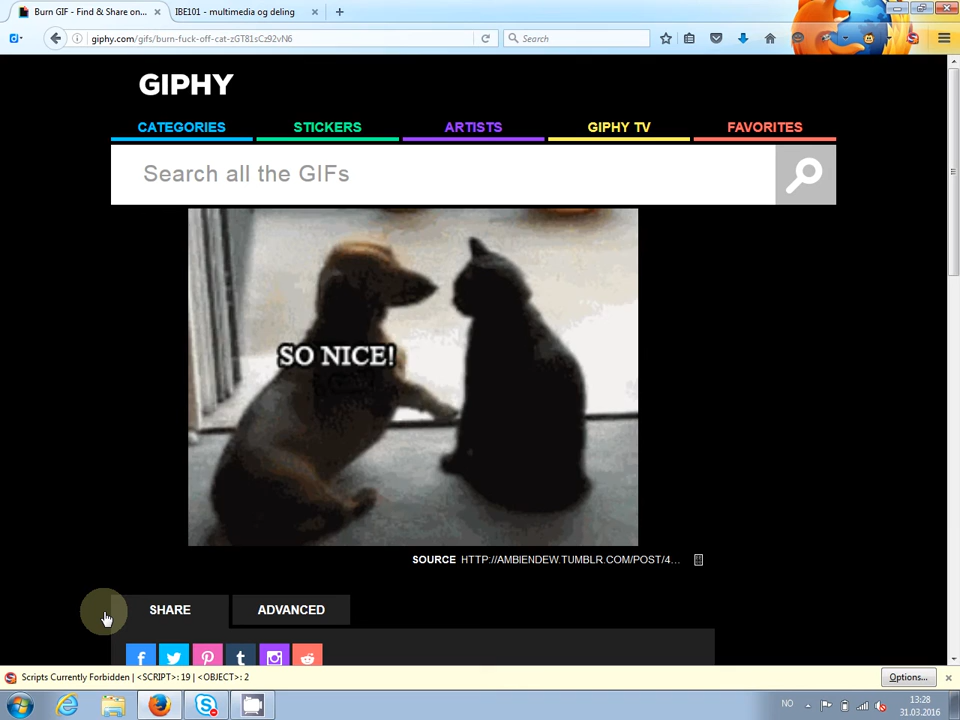 Burn GIF - Find & Share on...
IBE101 - multimedia og deling
giphy.com/gifs/burn-fuck-off-cat-zGT81sCz92vN6
Search
GIPHY
CATEGORIES
STICKERS
ARTISTS
GIPHY TV
FAVORITES
Search all the GIFs
SO NICE!
SOURCE HTTP://AMBIENDEW.TUMBLR.COM/POST/4...
SHARE
ADVANCED
Scripts Currently Forbidden | <SCRIPT>: 19 | <OBJECT>: 2
Options...
NO
13:28
31.03.2016